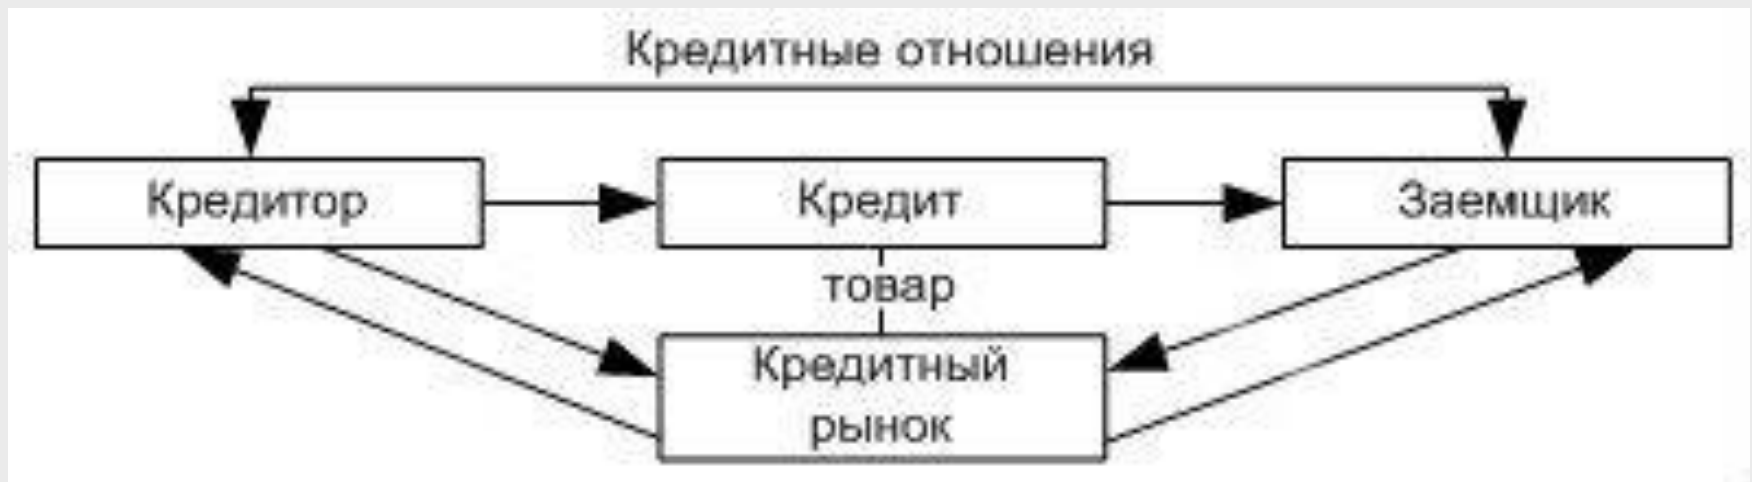 Кредитные отношения
Кредитор
Кредит
Заемщик
товар
Кредитный
рынок